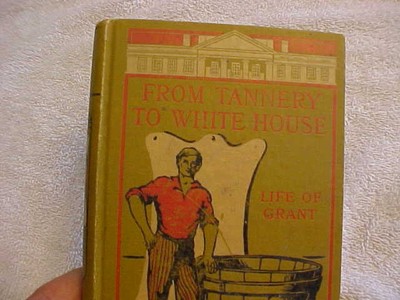 FROM TANNERY
TO WHITE HOUSE
LIFE OF
GRANT